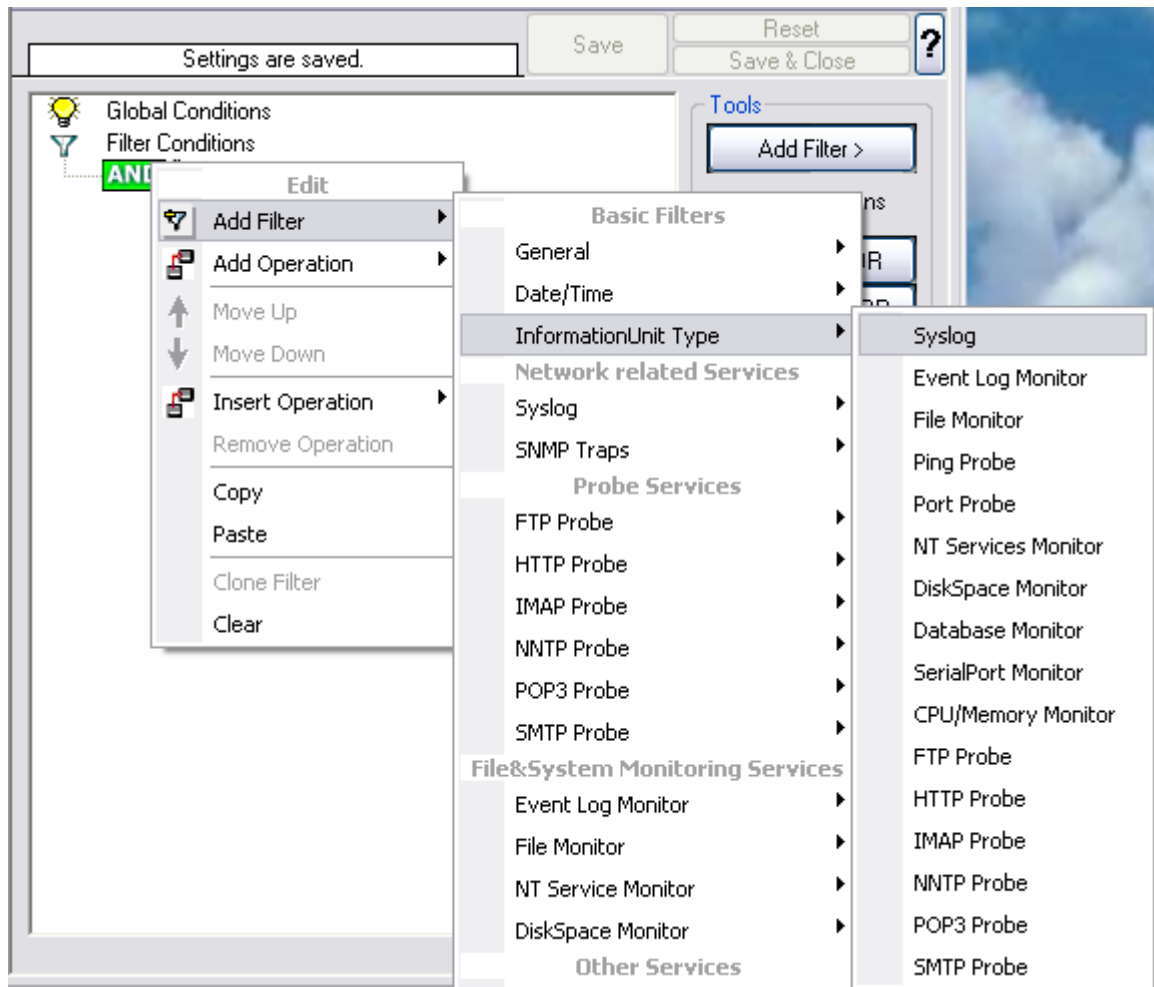 Settings are saved.
Save
Reset
Save & Close
?
Global Conditions
Filter Conditions
Tools
Add Filter >
Edit
Add Filter
Add Operation
Move Up
Move Down
Insert Operation
Remove Operation
Copy
Paste
Clone Filter
Clear
Basic Filters
General
Date/Time
InformationUnit Type
Network related Services
Syslog
SNMP Traps
Probe Services
FTP Probe
HTTP Probe
IMAP Probe
NNTP Probe
POP3 Probe
SMTP Probe
File&System Monitoring Services
Event Log Monitor
File Monitor
NT Service Monitor
DiskSpace Monitor
Other Services
Syslog
Event Log Monitor
File Monitor
Ping Probe
Port Probe
NT Services Monitor
DiskSpace Monitor
Database Monitor
SerialPort Monitor
CPU/Memory Monitor
FTP Probe
HTTP Probe
IMAP Probe
NNTP Probe
POP3 Probe
SMTP Probe